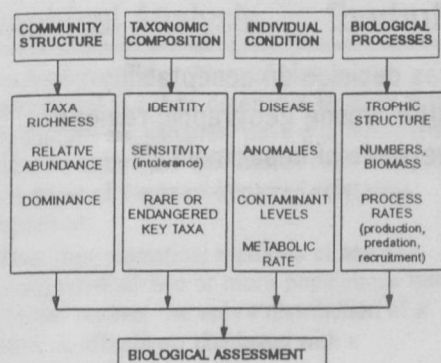 COMMUNITY
STRUCTURE
TAXONOMIC
COMPOSITION
INDIVIDUAL
CONDITION
BIOLOGICAL
PROCESSES
TAXA
RICHNESS
RELATIVE
ABUNDANCE
DOMINANCE
IDENTITY
SENSITIVITY
(intolerance)
RARE OR
ENDANGERED
KEY TAXA
DISEASE
ANOMALIES
CONTAMINANT
LEVELS
METABOLIC
RATE
TROPHIC
STRUCTURE
NUMBERS,
BIOMASS
PROCESS
RATES
(production,
predation,
recruitment)
BIOLOGICAL ASSESSMENT